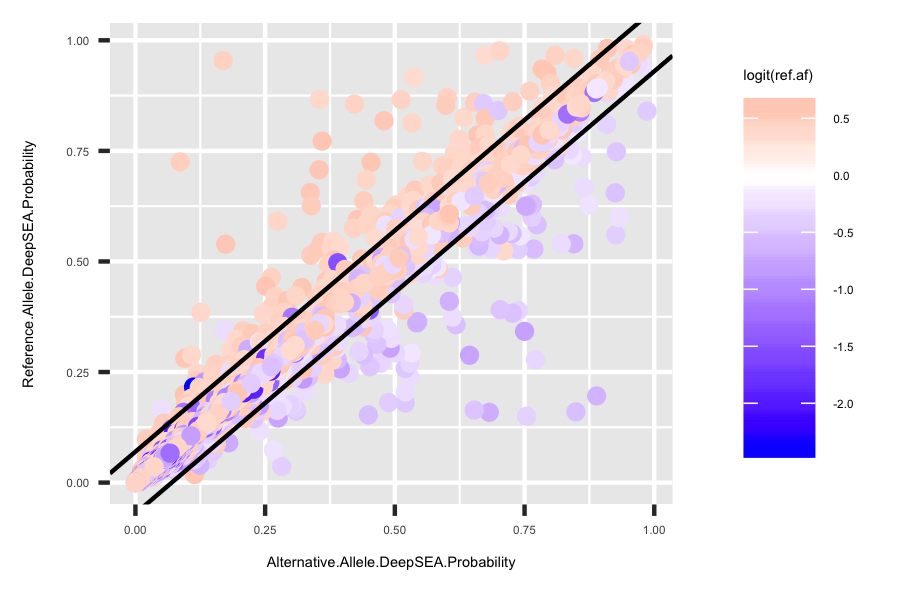 1.00
0.75
0.50
0.25
0.00
Reference.Allele.DeepSEA.Probability
0.00 0.25 0.50 0.75 1.00
Alternative.Allele.DeepSEA.Probability
logit(ref.af)
0.5
0.0
-0.5
-1.0
-1.5
-2.0